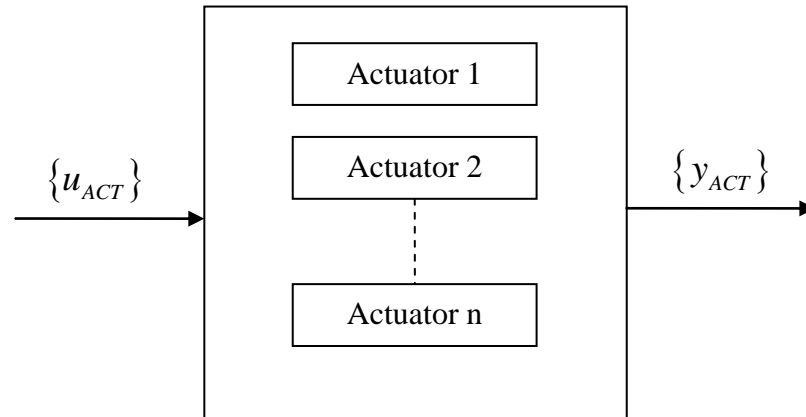 Actuator 1
Actuator 2
{u_ACT}
{y_ACT}
Actuator n